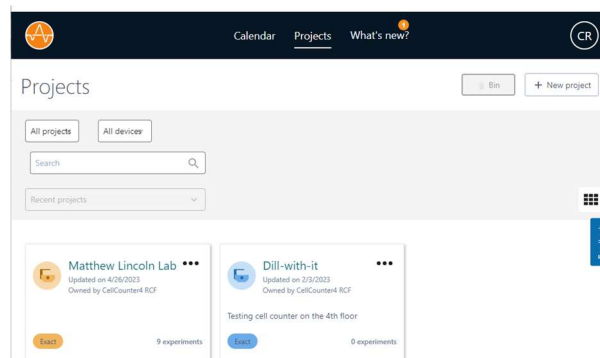 Calendar Projects What's new?
1
CR
Projects
Bin + New project
All projects All devices
Search
Recent projects
Matthew Lincoln Lab •••
Updated on 4/26/2023
Owned by CellCounter4 RCF
Exact 9 experiments
Dill-with-it •••
Updated on 2/3/2023
Owned by CellCounter4 RCF
Testing cell counter on the 4th floor
Exact 0 experiments